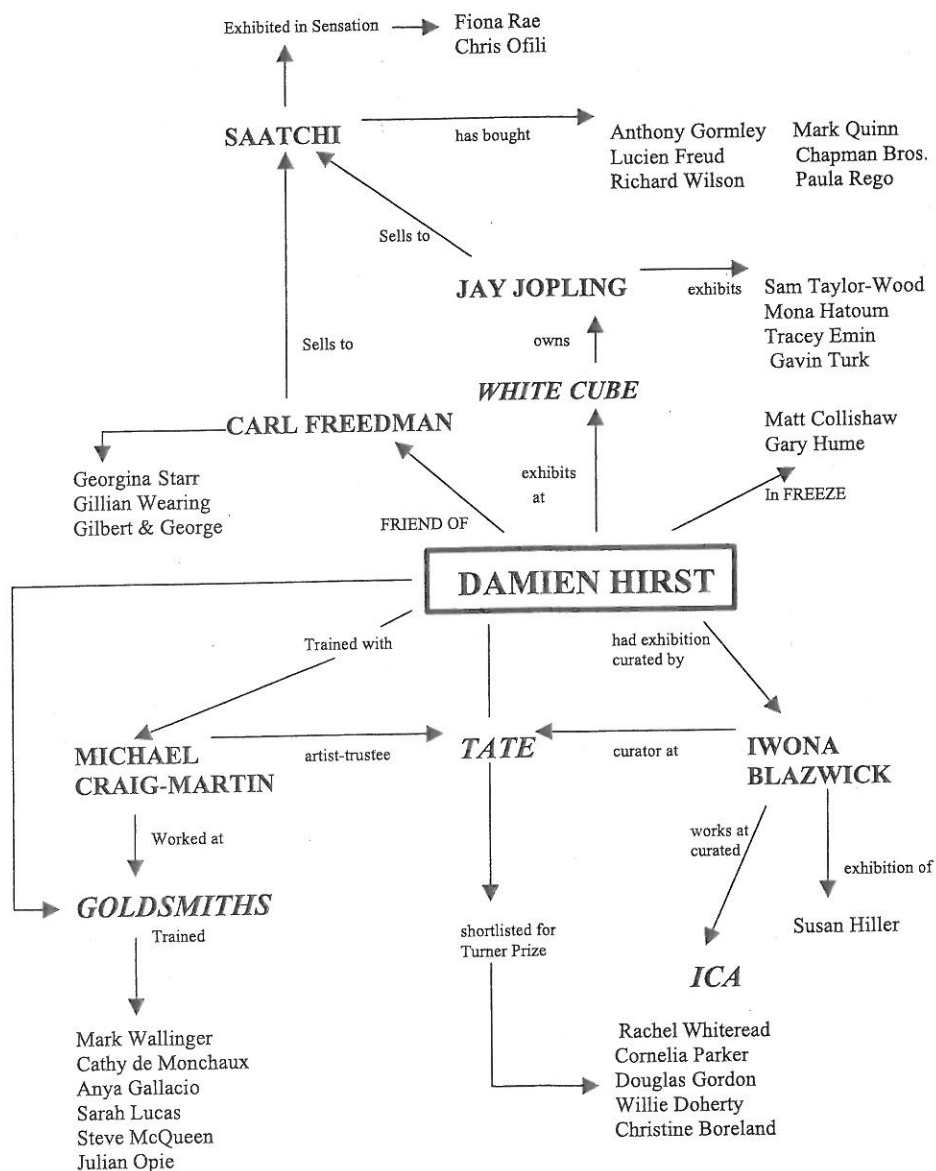 Exhibited in Sensation
Fiona Rae
Chris Ofili
SAATCHI
has bought
Anthony Gormley
Lucien Freud
Richard Wilson
Mark Quinn
Chapman Bros.
Paula Rego
Sells to
JAY JOPLING
exhibits
Sam Taylor-Wood
Mona Hatoum
Tracey Emin
Gavin Turk
Sells to
owns
WHITE CUBE
CARL FREEDMAN
Georgina Starr
Gillian Wearing
Gilbert & George
exhibits
at
Matt Collishaw
Gary Hume
In FREEZE
FRIEND OF
DAMIEN HIRST
Trained with
had exhibition
curated by
MICHAEL
CRAIG-MARTIN
artist-trustee
TATE
curator at
IWONA
BLAZWICK
Worked at
works at
curated
exhibition of
GOLDSMITHS
Trained
shortlisted for
Turner Prize
Susan Hiller
ICA
Mark Wallinger
Cathy de Monchaux
Anya Gallacio
Sarah Lucas
Steve McQueen
Julian Opie
Rachel Whiteread
Cornelia Parker
Douglas Gordon
Willie Doherty
Christine Boreland